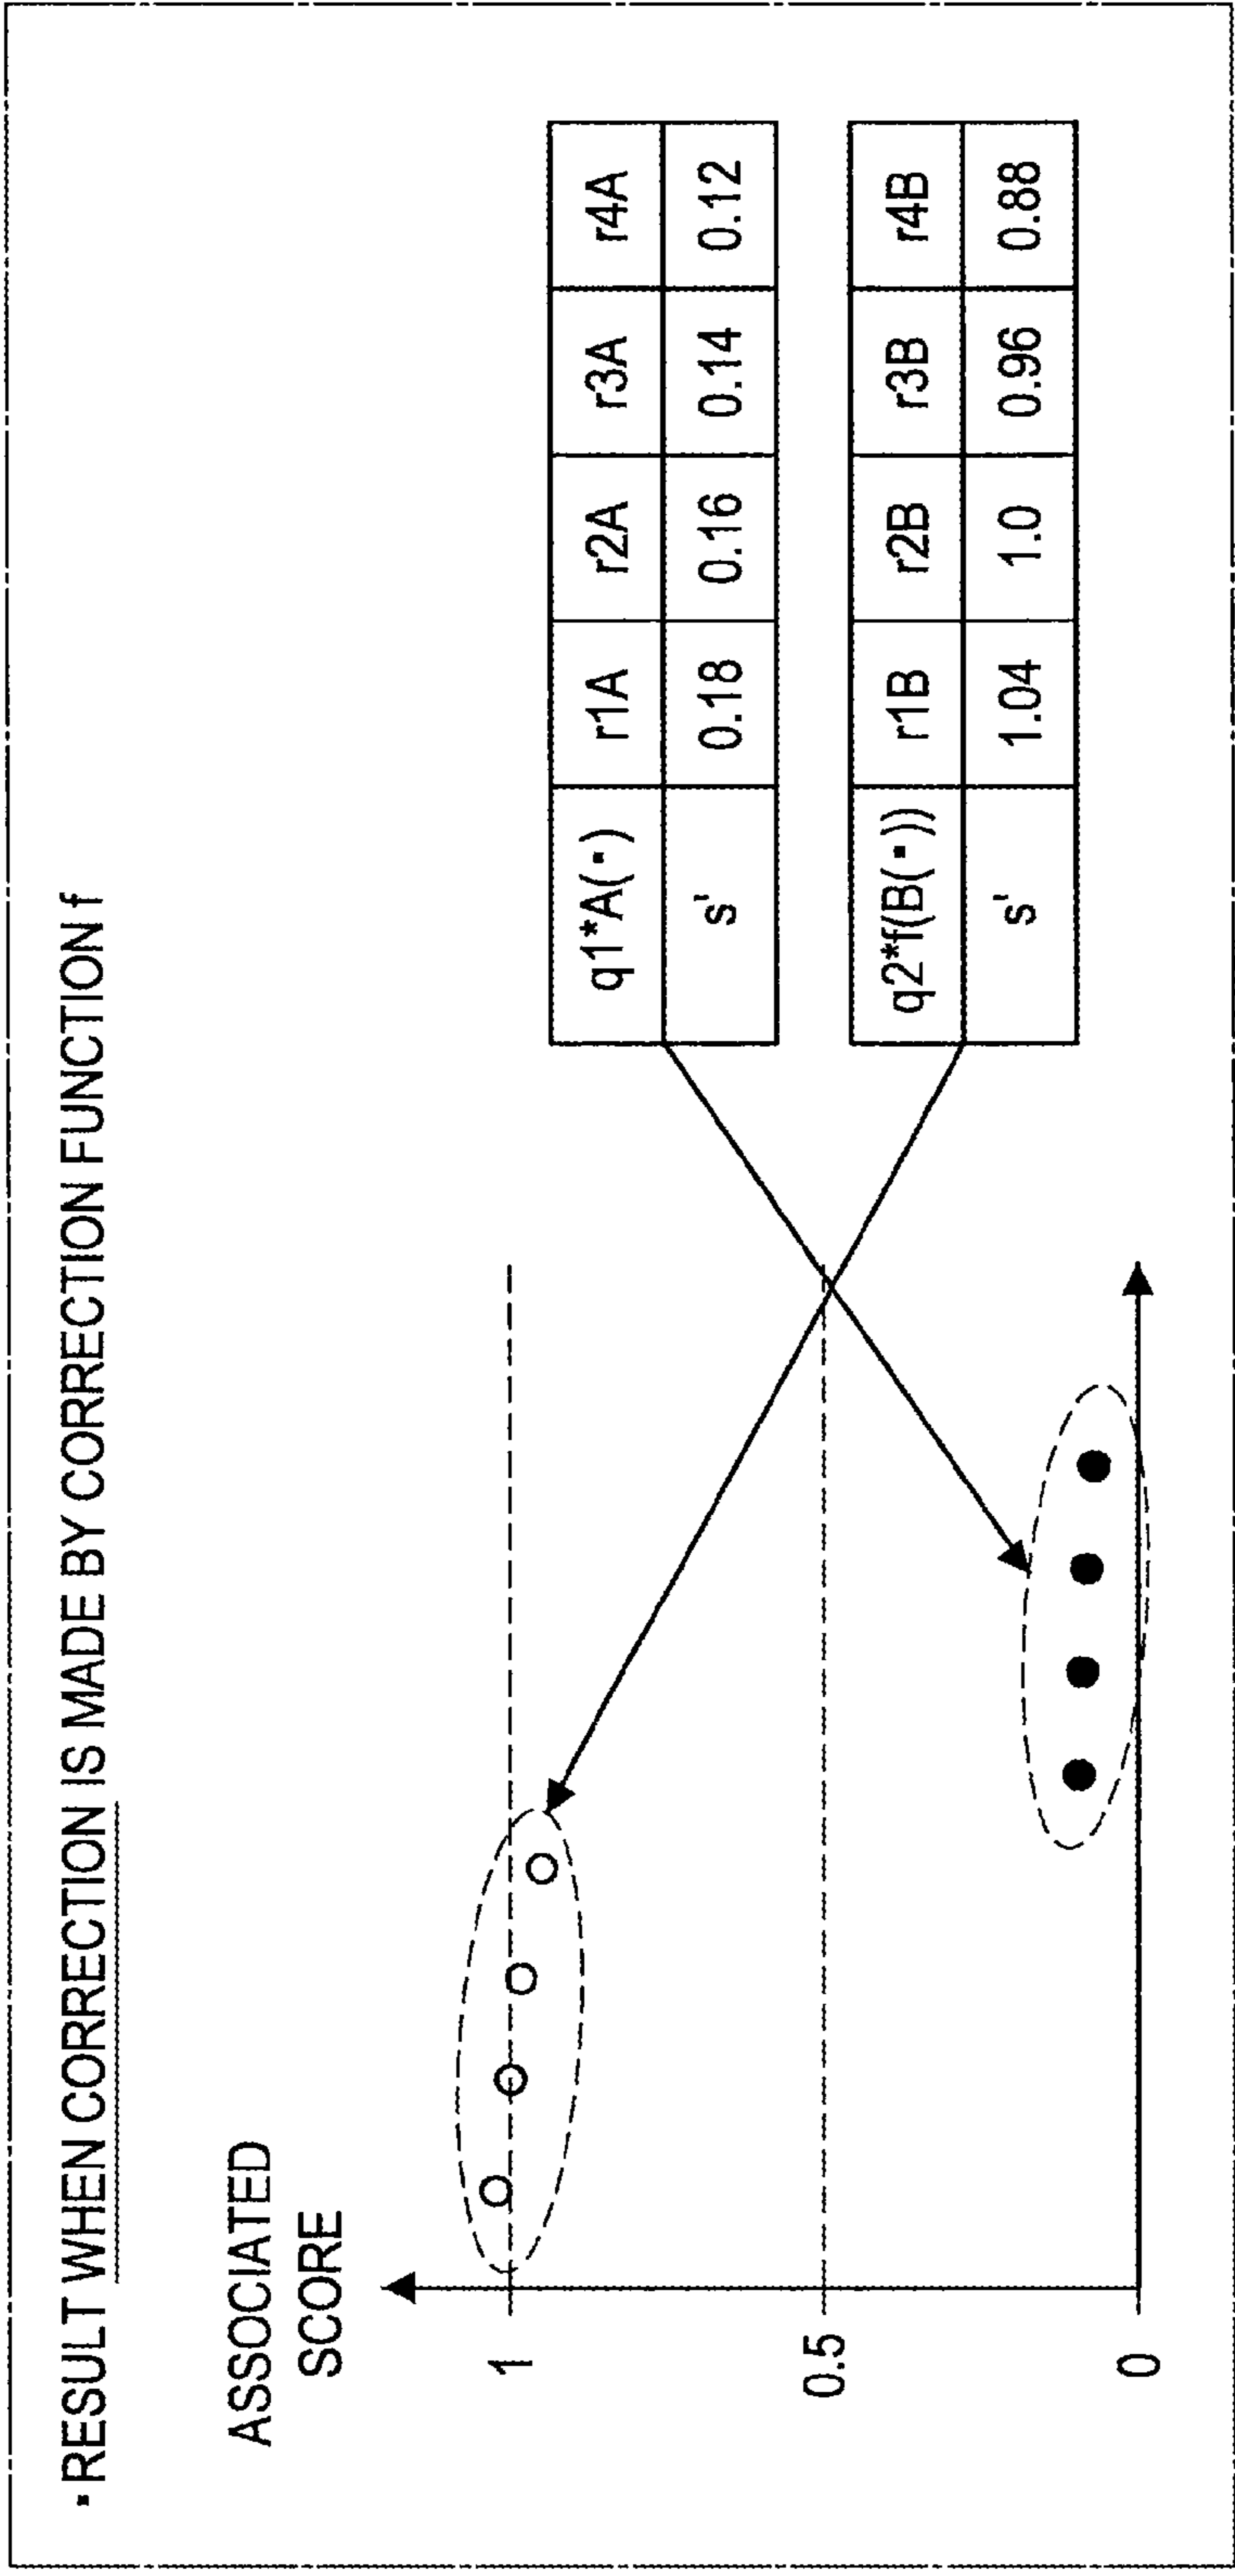 ▪RESULT WHEN CORRECTION IS MADE BY CORRECTION FUNCTION f
ASSOCIATED
SCORE
1
0.5
0
q1*A(▪) r1A r2A r3A r4A
s' 0.18 0.16 0.14 0.12
q2*f(B(▪)) r1B r2B r3B r4B
s' 1.04 1.0 0.96 0.88